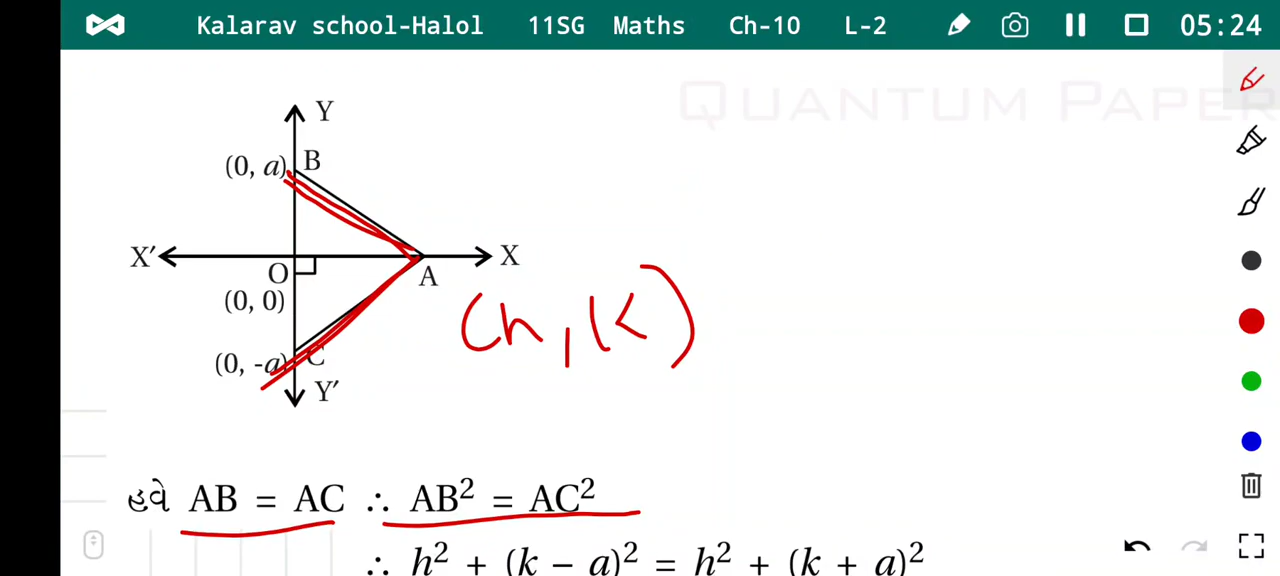 Kalarav school-Halol 11SG Maths Ch-10 L-2 05:24
QUANTUM PAPER
Y
(0, a) B
X′ X
O A
(0, 0)
(h, k)
(0, -a) C
Y′
હવે AB = AC ∴ AB² = AC²
∴ h² + (k − a)² = h² + (k + a)²